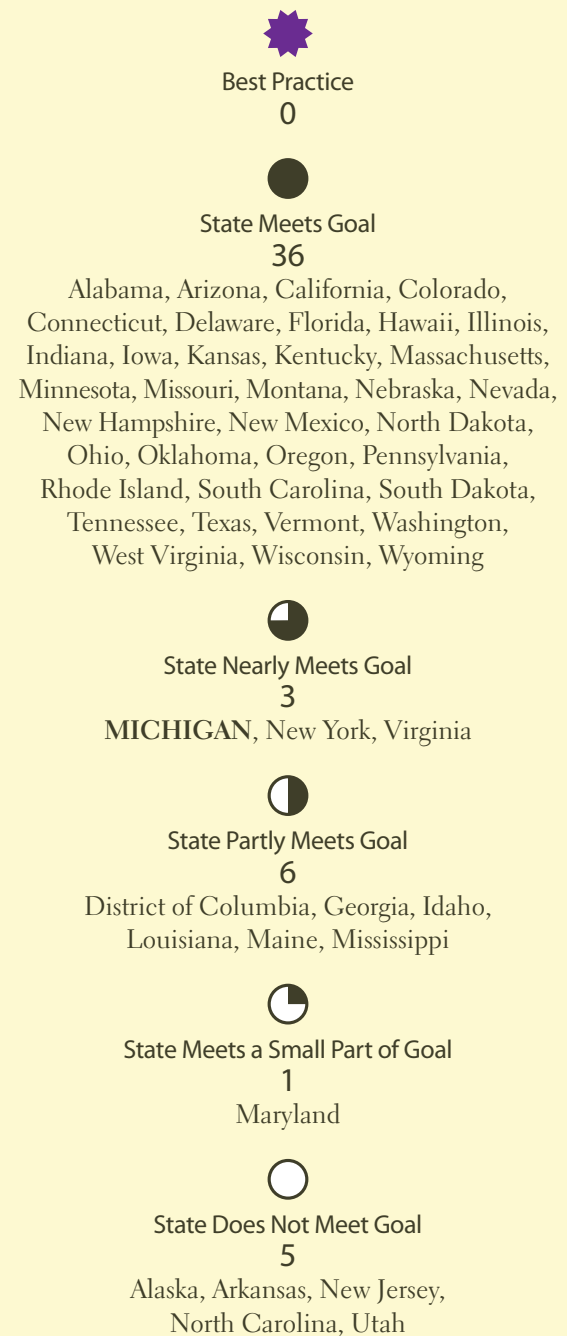 Best Practice
0
State Meets Goal
36
Alabama, Arizona, California, Colorado,
Connecticut, Delaware, Florida, Hawaii, Illinois,
Indiana, Iowa, Kansas, Kentucky, Massachusetts,
Minnesota, Missouri, Montana, Nebraska, Nevada,
New Hampshire, New Mexico, North Dakota,
Ohio, Oklahoma, Oregon, Pennsylvania,
Rhode Island, South Carolina, South Dakota,
Tennessee, Texas, Vermont, Washington,
West Virginia, Wisconsin, Wyoming
State Nearly Meets Goal
3
MICHIGAN, New York, Virginia
State Partly Meets Goal
6
District of Columbia, Georgia, Idaho,
Louisiana, Maine, Mississippi
State Meets a Small Part of Goal
1
Maryland
State Does Not Meet Goal
5
Alaska, Arkansas, New Jersey,
North Carolina, Utah